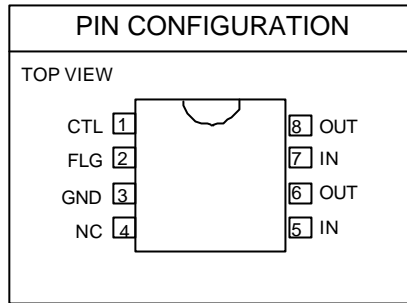 PIN CONFIGURATION
TOP VIEW
CTL 1 8 OUT
FLG 2 7 IN
GND 3 6 OUT
NC 4 5 IN